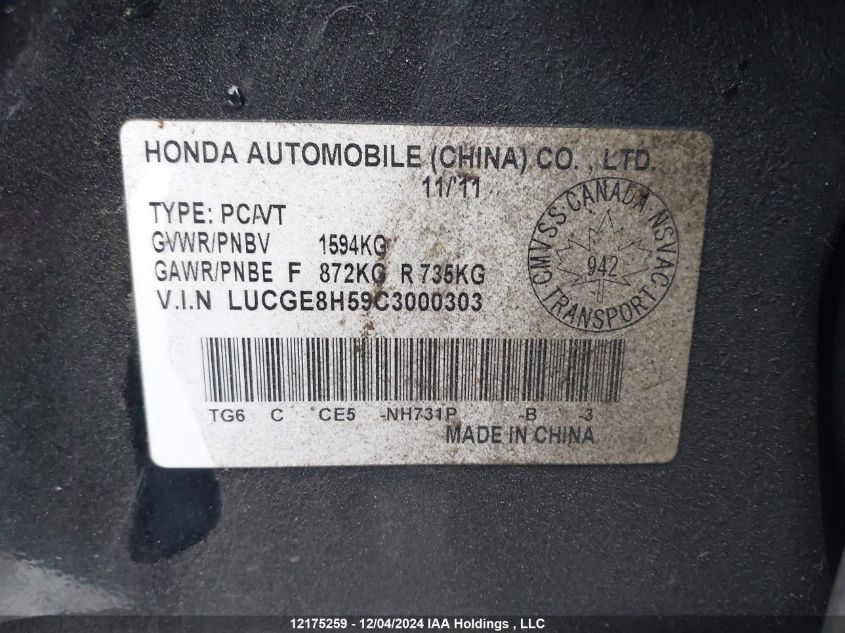 HONDA AUTOMOBILE (CHINA) CO. , LTD.
11/11
TYPE: PC/VT
GVWR/PNBV 1594KG
GAWR/PNBE F 872KG R 735KG
V.I.N LUCGE8H59C3000303
CMVSS CANADA NSVAC
942
TRANSPORT
TG6 C *CE5 -NH731P -B -3
MADE IN CHINA
12175259 - 12/04/2024 IAA Holdings , LLC